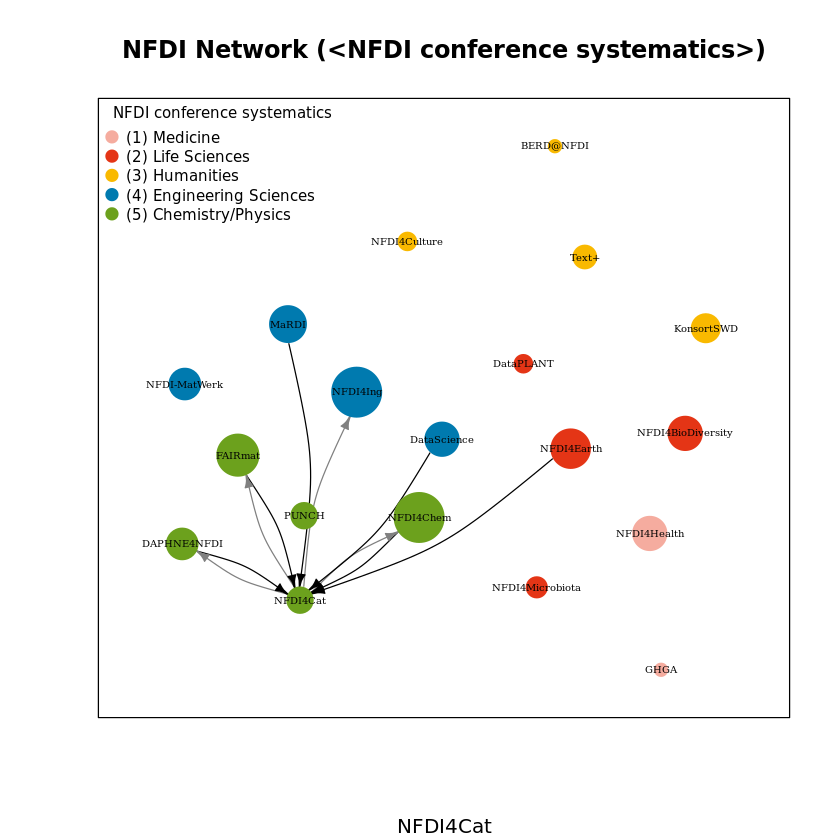 NFDI Network (<NFDI conference systematics>)
NFDI conference systematics
(1) Medicine
(2) Life Sciences
(3) Humanities
(4) Engineering Sciences
(5) Chemistry/Physics
BERD@NFDI
NFDI4Culture
Text+
MaRDI
KonsortSWD
DataPLANT
NFDI-MatWerk
NFDI4Ing
NFDI4BioDiversity
DataScience
NFDI4Earth
FAIRmat
PUNCH
NFDI4Chem
NFDI4Health
DAPHNE4NFDI
NFDI4Microbiota
NFDI4Cat
GHGA
NFDI4Cat